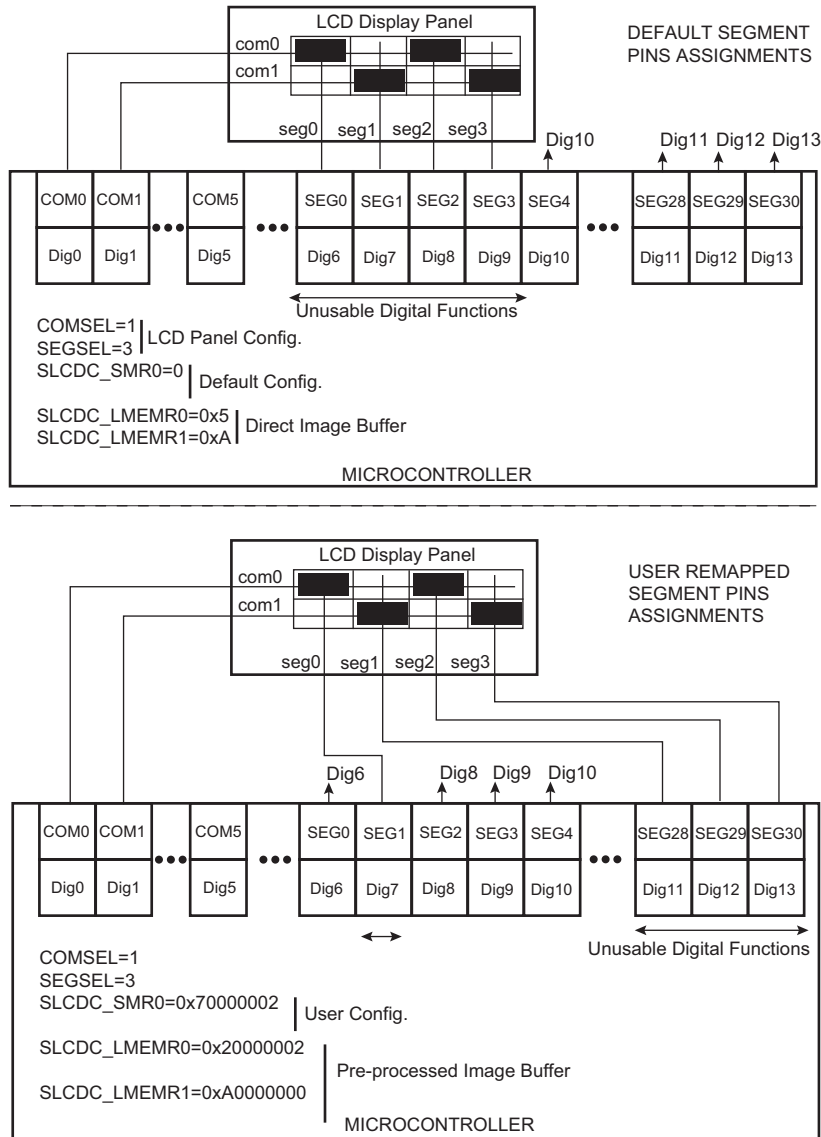 LCD Display Panel
DEFAULT SEGMENT
PINS ASSIGNMENTS
com0
com1
seg0 seg1 seg2 seg3
Dig10 Dig11 Dig12 Dig13
COM0 COM1 COM5 SEG0 SEG1 SEG2 SEG3 SEG4 SEG28 SEG29 SEG30
Dig0 Dig1 Dig5 Dig6 Dig7 Dig8 Dig9 Dig10 Dig11 Dig12 Dig13
Unusable Digital Functions
COMSEL=1
SEGSEL=3
LCD Panel Config.
SLCDC_SMR0=0
Default Config.
SLCDC_LMEMR0=0x5
SLCDC_LMEMR1=0xA
Direct Image Buffer
MICROCONTROLLER
LCD Display Panel
USER REMAPPED
SEGMENT PINS
ASSIGNMENTS
com0
com1
seg0 seg1 seg2 seg3
Dig6 Dig8 Dig9 Dig10
COM0 COM1 COM5 SEG0 SEG1 SEG2 SEG3 SEG4 SEG28 SEG29 SEG30
Dig0 Dig1 Dig5 Dig6 Dig7 Dig8 Dig9 Dig10 Dig11 Dig12 Dig13
Unusable Digital Functions
COMSEL=1
SEGSEL=3
SLCDC_SMR0=0x70000002
User Config.
SLCDC_LMEMR0=0x20000002
Pre-processed Image Buffer
SLCDC_LMEMR1=0xA0000000
MICROCONTROLLER